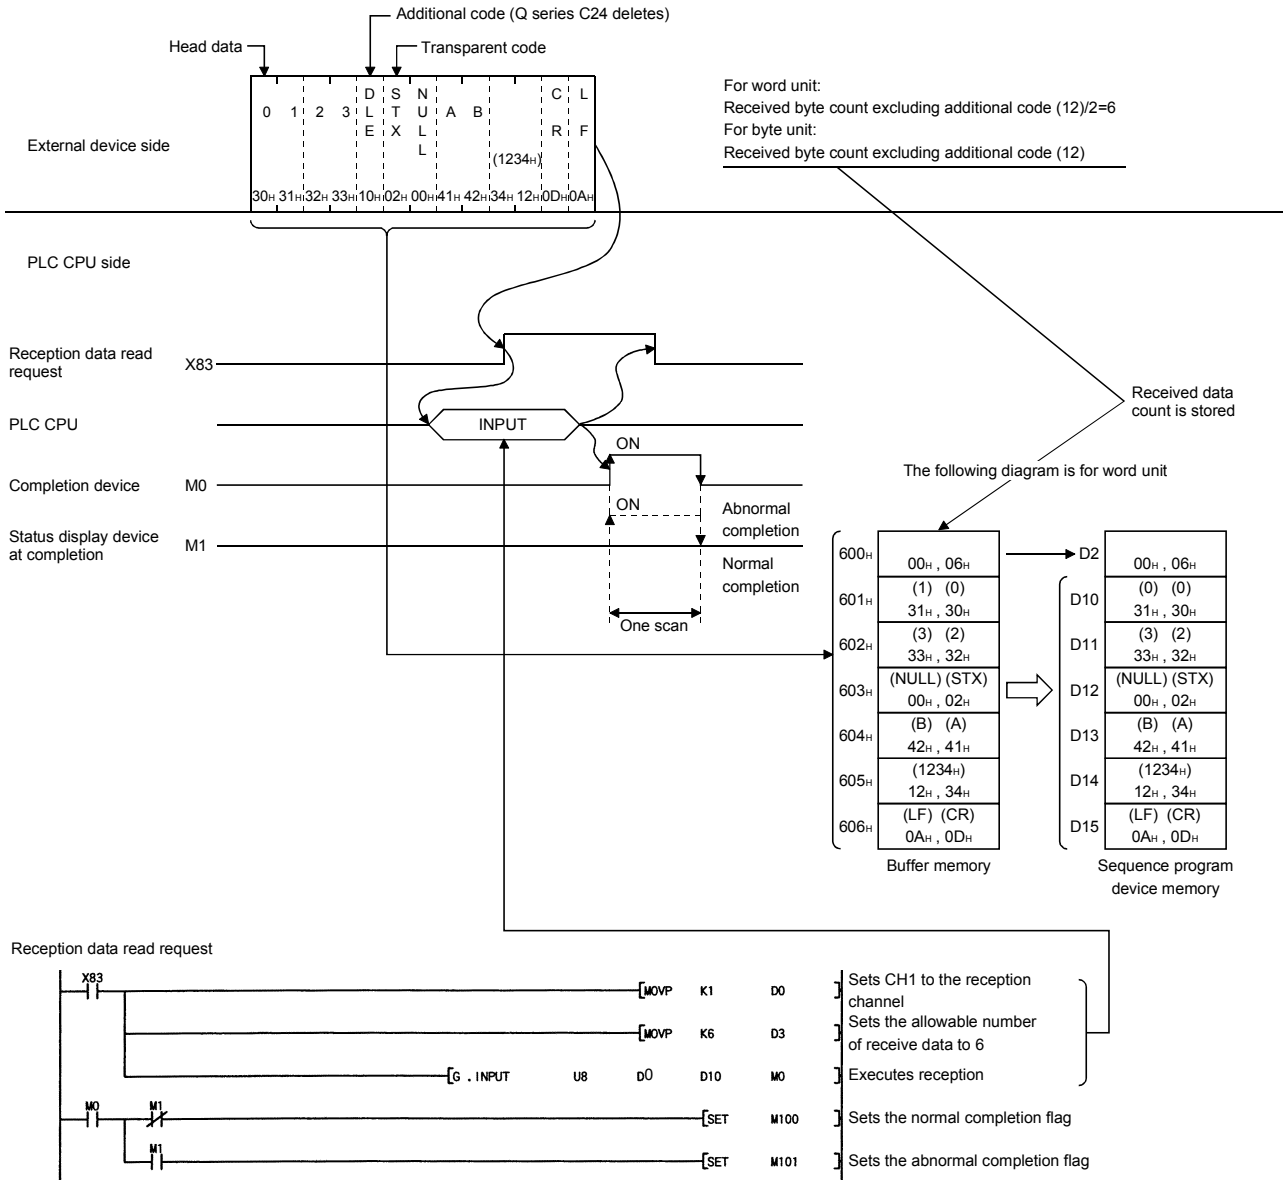 Additional code (Q series C24 deletes)
Head data
Transparent code
External device side
0 1 2 3 DLE STX NULL A B (1234H) CR LF
30H 31H 32H 33H 10H 02H 00H 41H 42H 34H 12H 0DH 0AH
For word unit:
Received byte count excluding additional code (12)/2=6
For byte unit:
Received byte count excluding additional code (12)
PLC CPU side
Reception data read
request
X83
Received data
count is stored
PLC CPU
INPUT
ON
The following diagram is for word unit
Completion device
M0
ON
Abnormal
completion
Status display device
at completion
M1
Normal
completion
One scan
600H
00H , 06H
D2
00H , 06H
601H
(1) (0)
31H , 30H
D10
(0) (0)
31H , 30H
602H
(3) (2)
33H , 32H
D11
(3) (2)
33H , 32H
603H
(NULL) (STX)
00H , 02H
D12
(NULL) (STX)
00H , 02H
604H
(B) (A)
42H , 41H
D13
(B) (A)
42H , 41H
605H
(1234H)
12H , 34H
D14
(1234H)
12H , 34H
606H
(LF) (CR)
0AH , 0DH
D15
(LF) (CR)
0AH , 0DH
Buffer memory
Sequence program
device memory
Reception data read request
X83
MOVP K1 D0
Sets CH1 to the reception
channel
MOVP K6 D3
Sets the allowable number
of receive data to 6
G . INPUT U8 D0 D10 M0
Executes reception
M0 M1
SET M100
Sets the normal completion flag
M1
SET M101
Sets the abnormal completion flag